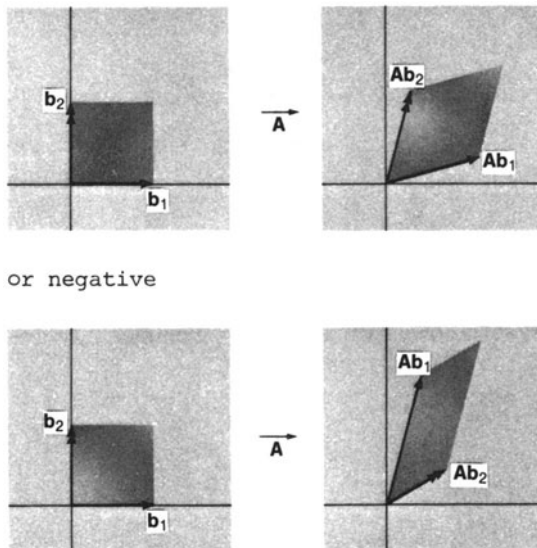 b₂ Ab₂
A
b₁ Ab₁
or negative
b₂ Ab₁
A
b₁ Ab₂